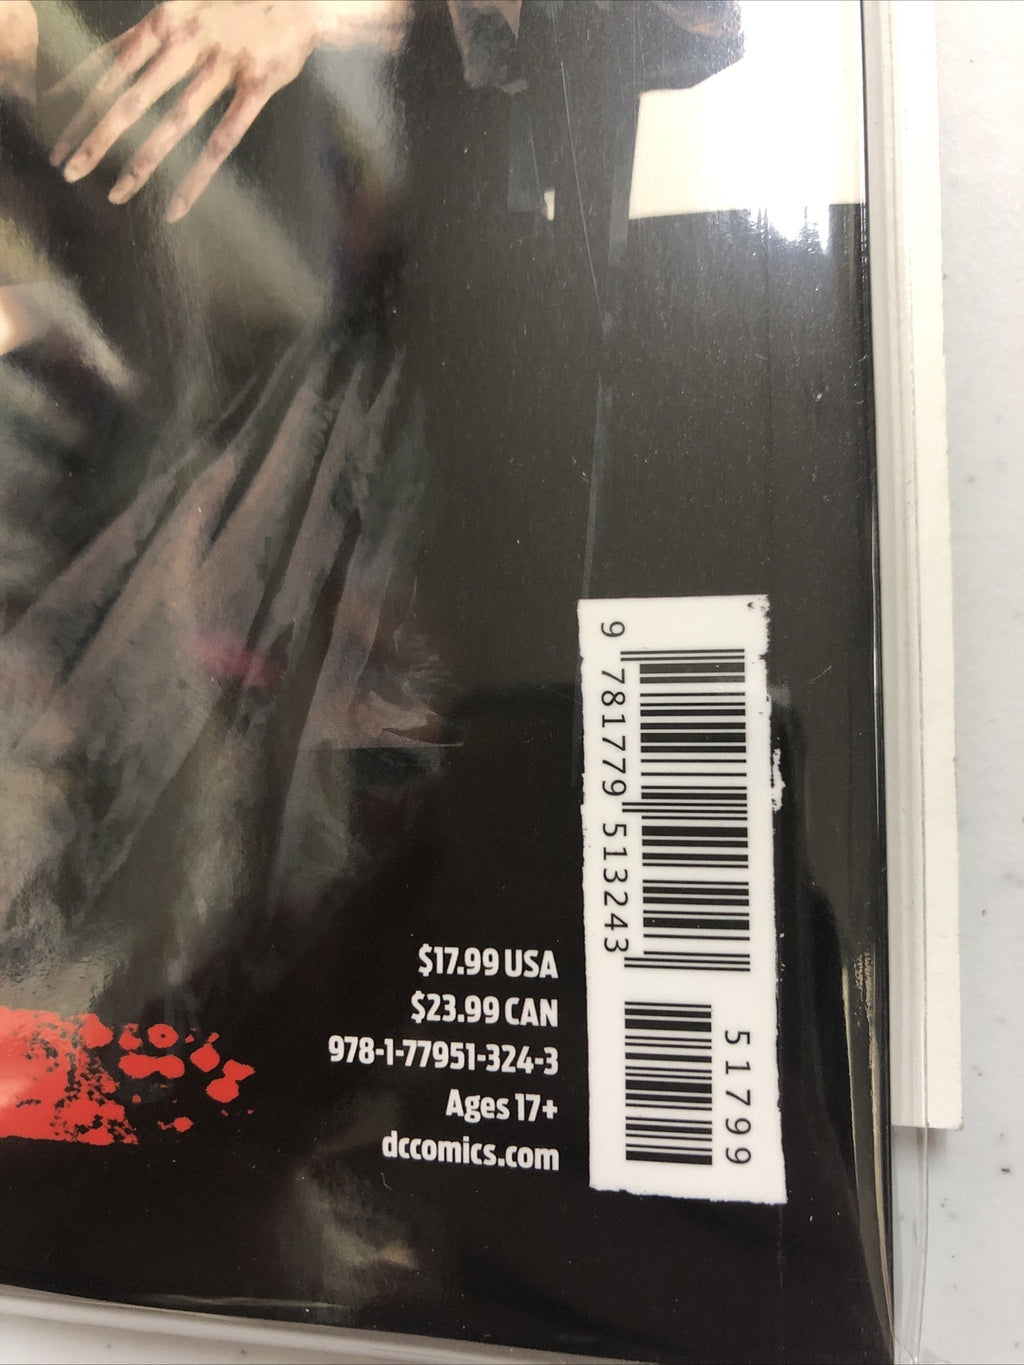 $17.99 USA
$23.99 CAN
978-1-77951-324-3
Ages 17+
dccomics.com
9 781779 513243
51799